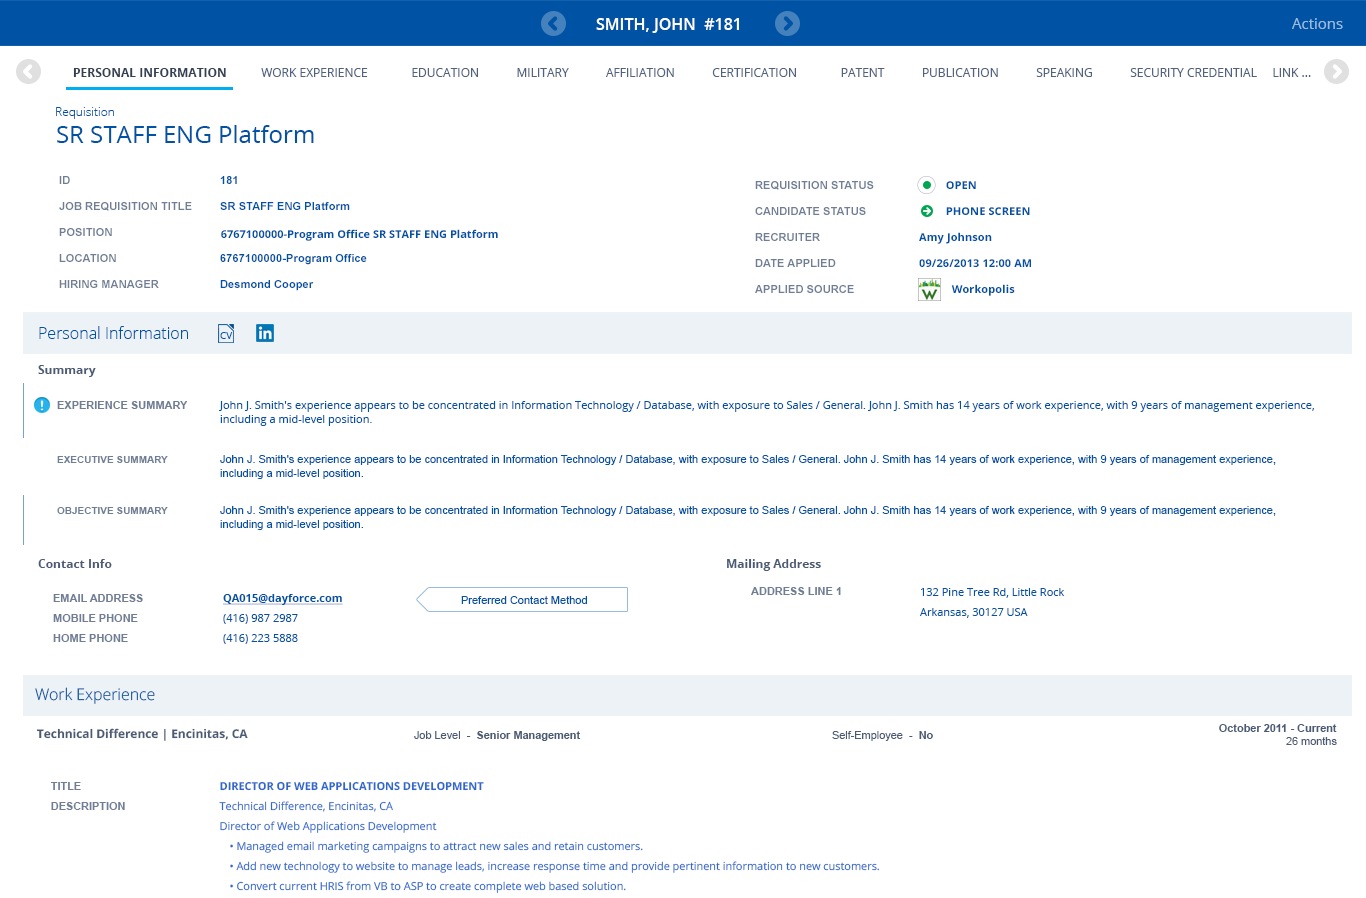 SMITH, JOHN #181
Actions
PERSONAL INFORMATION WORK EXPERIENCE EDUCATION MILITARY AFFILIATION CERTIFICATION PATENT PUBLICATION SPEAKING SECURITY CREDENTIAL LINK ...
Requisition
SR STAFF ENG Platform
ID 181
JOB REQUISITION TITLE SR STAFF ENG Platform
POSITION 6767100000-Program Office SR STAFF ENG Platform
LOCATION 6767100000-Program Office
HIRING MANAGER Desmond Cooper
REQUISITION STATUS OPEN
CANDIDATE STATUS PHONE SCREEN
RECRUITER Amy Johnson
DATE APPLIED 09/26/2013 12:00 AM
APPLIED SOURCE W Workopolis
Personal Information CV in
Summary
! EXPERIENCE SUMMARY John J. Smith's experience appears to be concentrated in Information Technology / Database, with exposure to Sales / General. John J. Smith has 14 years of work experience, with 9 years of management experience,
including a mid-level position.
EXECUTIVE SUMMARY John J. Smith's experience appears to be concentrated in Information Technology / Database, with exposure to Sales / General. John J. Smith has 14 years of work experience, with 9 years of management experience,
including a mid-level position.
OBJECTIVE SUMMARY John J. Smith's experience appears to be concentrated in Information Technology / Database, with exposure to Sales / General. John J. Smith has 14 years of work experience, with 9 years of management experience,
including a mid-level position.
Contact Info
EMAIL ADDRESS QA015@dayforce.com Preferred Contact Method
MOBILE PHONE (416) 987 2987
HOME PHONE (416) 223 5888
Mailing Address
ADDRESS LINE 1 132 Pine Tree Rd, Little Rock
Arkansas, 30127 USA
Work Experience
Technical Difference | Encinitas, CA Job Level - Senior Management Self-Employee - No October 2011 - Current
26 months
TITLE DIRECTOR OF WEB APPLICATIONS DEVELOPMENT
DESCRIPTION Technical Difference, Encinitas, CA
Director of Web Applications Development
• Managed email marketing campaigns to attract new sales and retain customers.
• Add new technology to website to manage leads, increase response time and provide pertinent information to new customers.
• Convert current HRIS from VB to ASP to create complete web based solution.